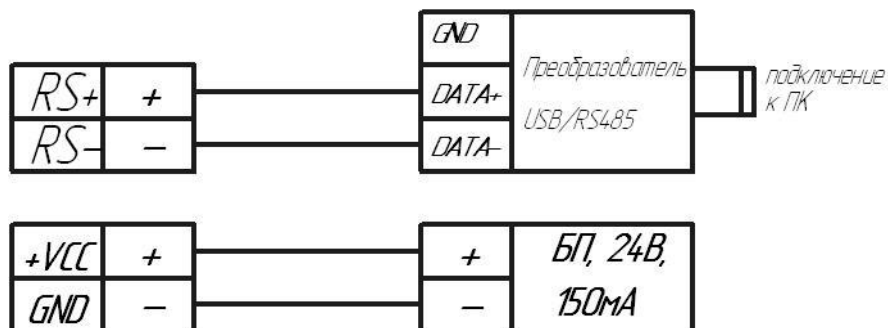 GND
RS+ + DATA+ Преобразователь
RS- - DATA- USB/RS485
подключение
к ПК
+VCC + + БП, 24В,
GND - - 150мА